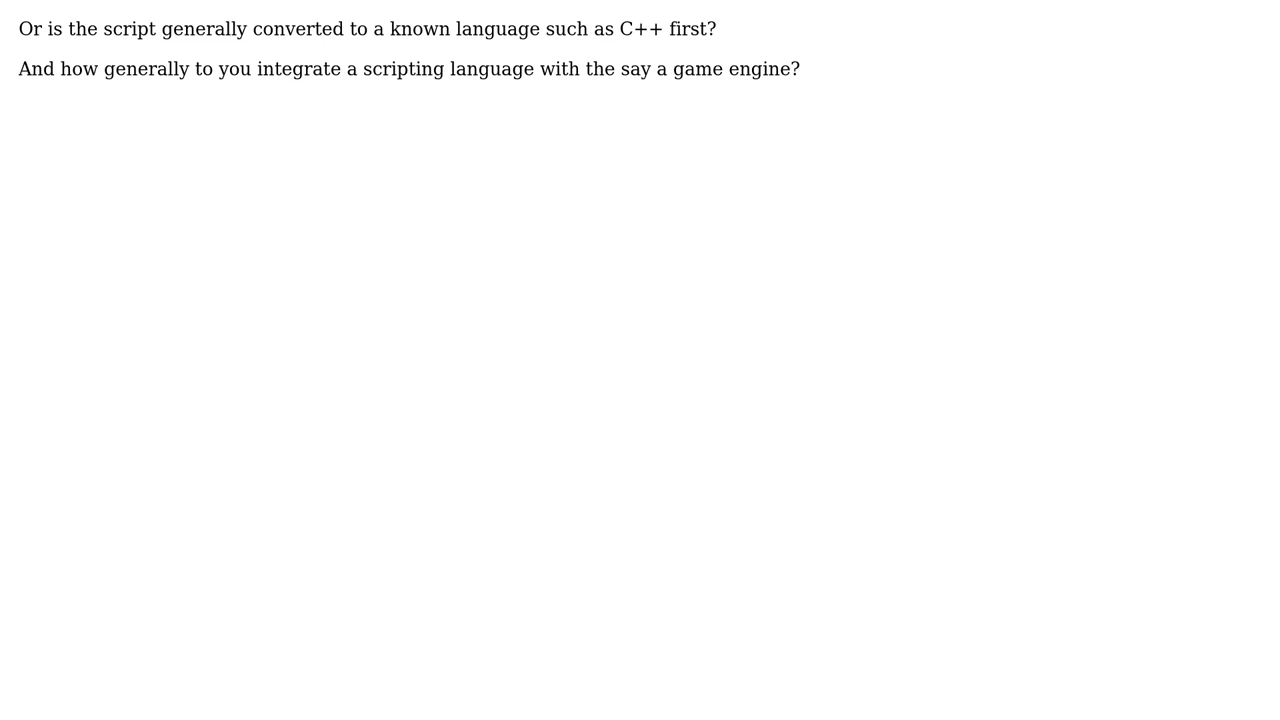 Or is the script generally converted to a known language such as C++ first?
And how generally to you integrate a scripting language with the say a game engine?